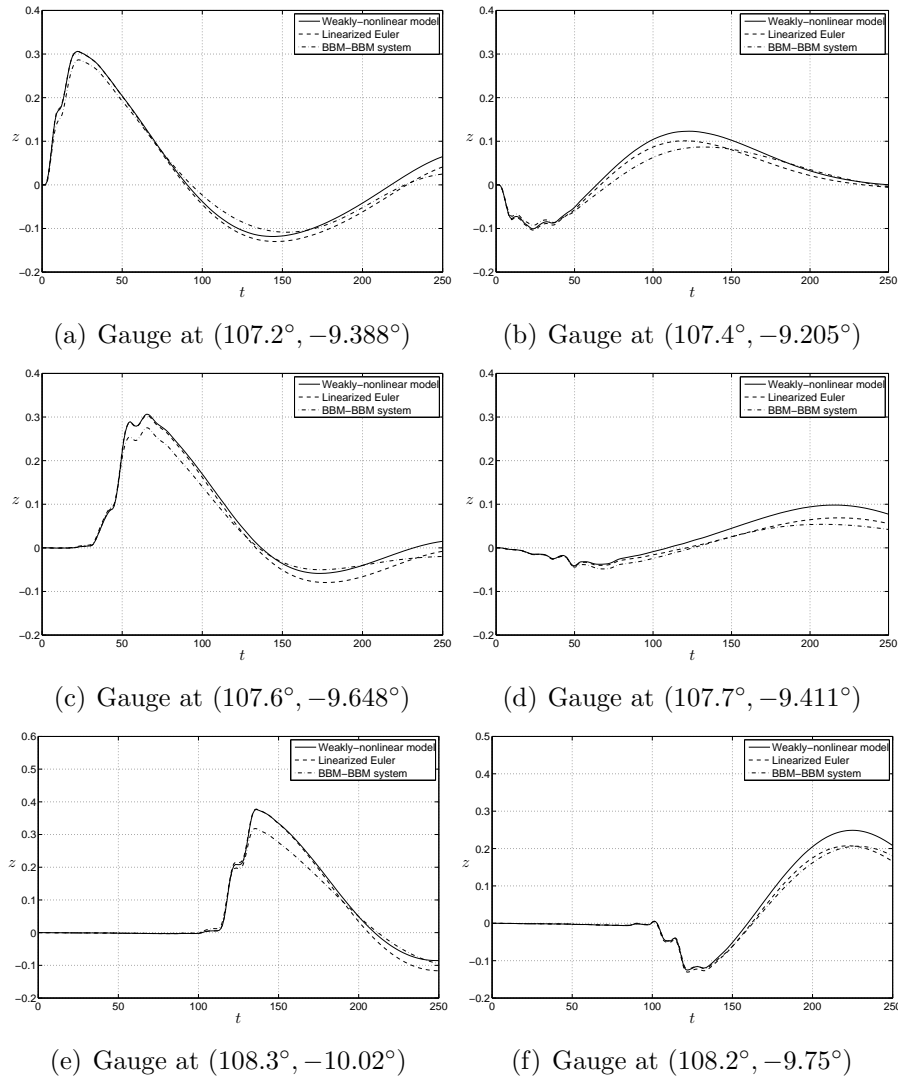 0.4
0.3
0.2
z 0.1
0
−0.1
−0.2
0 50 100 150 200 250
t
Weakly−nonlinear model
Linearized Euler
BBM−BBM system
(a) Gauge at (107.2°, −9.388°)
0.4
0.3
0.2
z 0.1
0
−0.1
−0.2
0 50 100 150 200 250
t
Weakly−nonlinear model
Linearized Euler
BBM−BBM system
(b) Gauge at (107.4°, −9.205°)
0.4
0.3
0.2
z 0.1
0
−0.1
−0.2
0 50 100 150 200 250
t
Weakly−nonlinear model
Linearized Euler
BBM−BBM system
(c) Gauge at (107.6°, −9.648°)
0.4
0.3
0.2
z 0.1
0
−0.1
−0.2
0 50 100 150 200 250
t
Weakly−nonlinear model
Linearized Euler
BBM−BBM system
(d) Gauge at (107.7°, −9.411°)
0.6
0.5
0.4
0.3
z
0.2
0.1
0
−0.1
−0.2
0 50 100 150 200 250
t
Weakly−nonlinear model
Linearized Euler
BBM−BBM system
(e) Gauge at (108.3°, −10.02°)
0.5
0.4
0.3
0.2
z
0.1
0
−0.1
−0.2
0 50 100 150 200 250
t
Weakly−nonlinear model
Linearized Euler
BBM−BBM system
(f) Gauge at (108.2°, −9.75°)